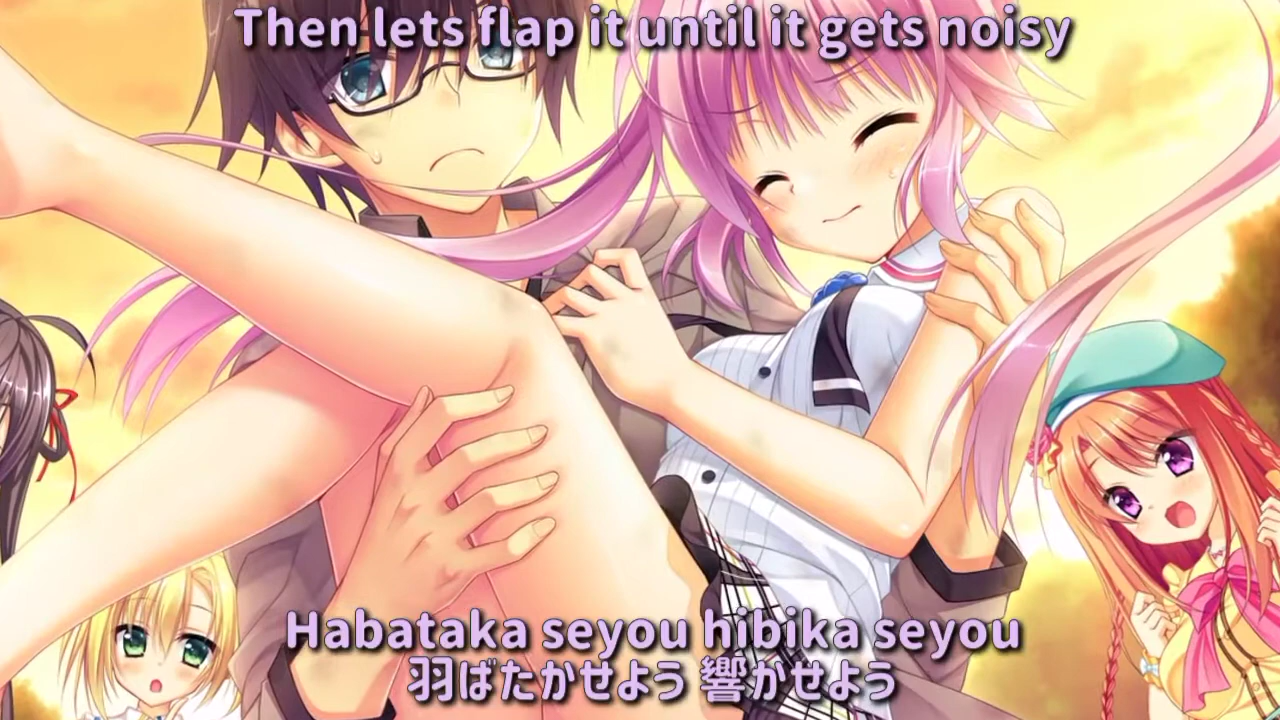 Then lets flap it until it gets noisy
Habataka seyou hibika seyou
羽ばたかせよう 響かせよう